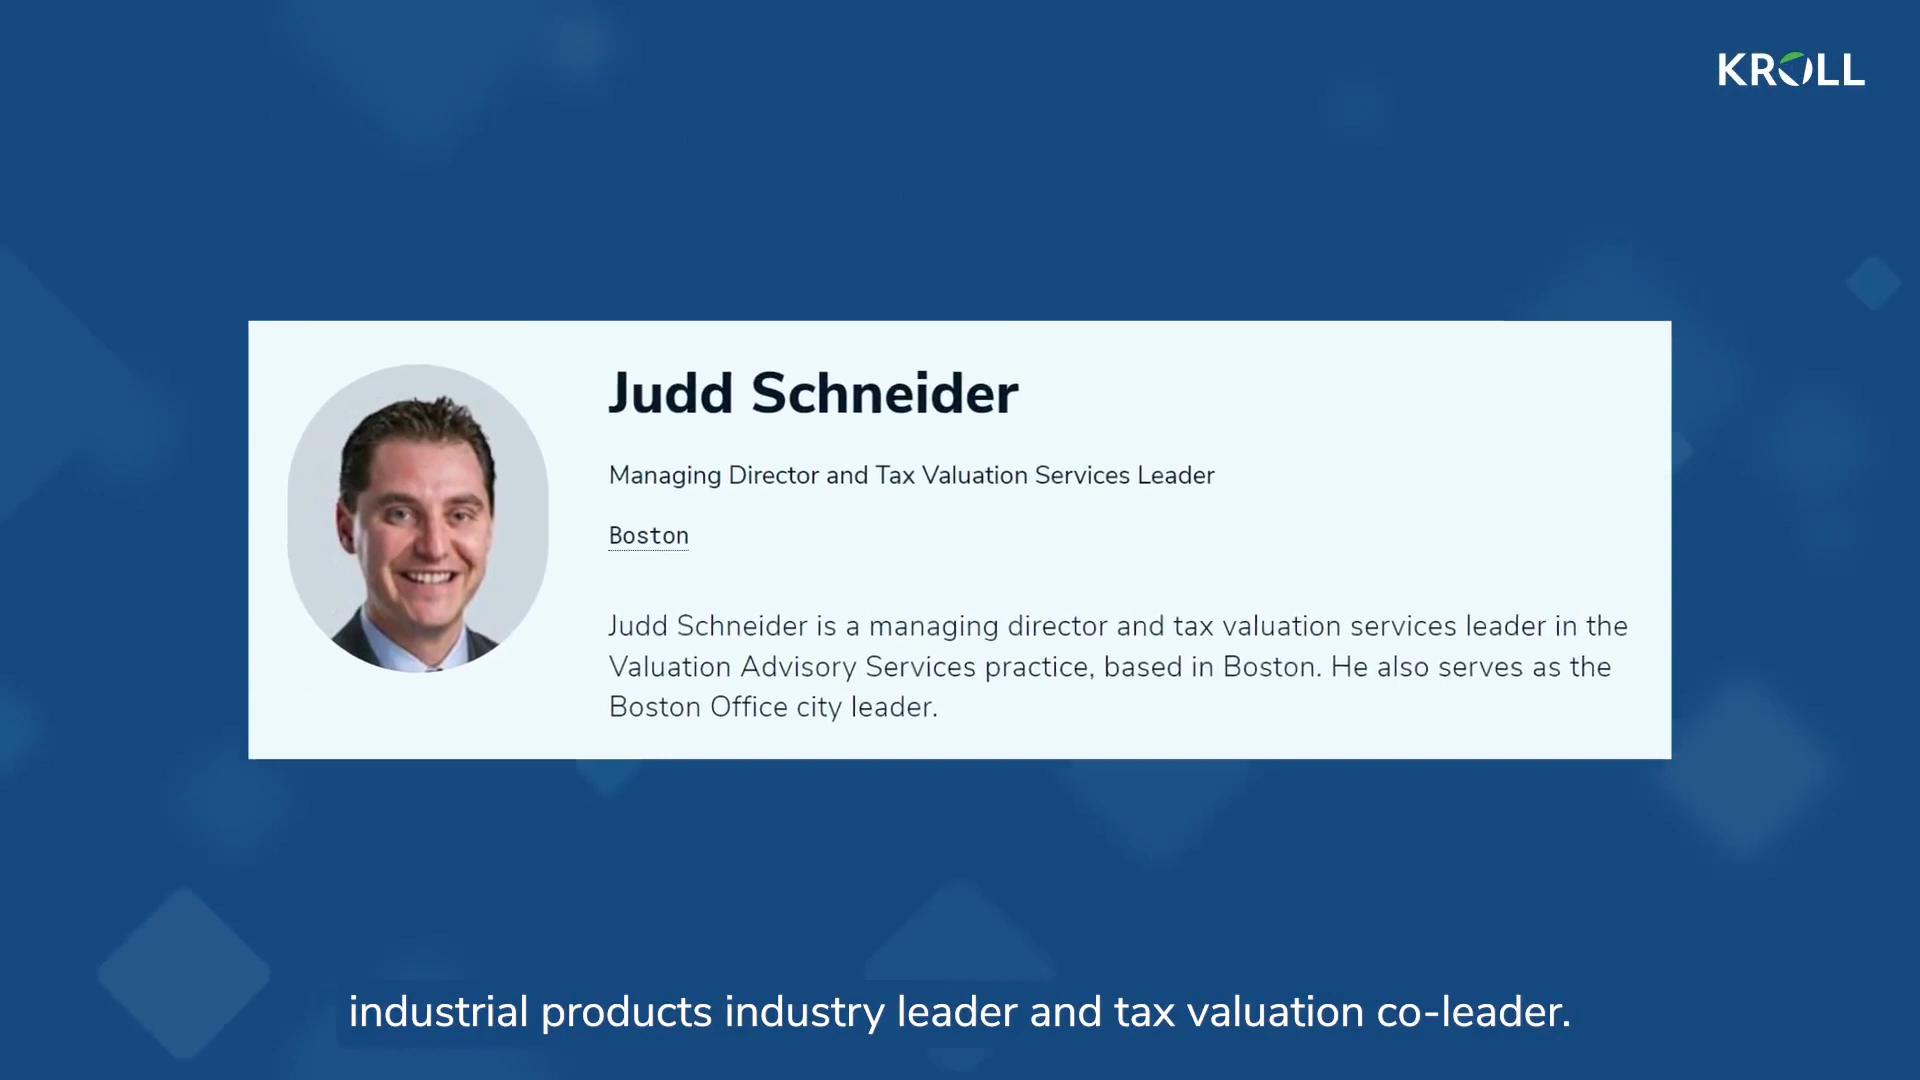 KROLL
Judd Schneider
Managing Director and Tax Valuation Services Leader
Boston
Judd Schneider is a managing director and tax valuation services leader in the
Valuation Advisory Services practice, based in Boston. He also serves as the
Boston Office city leader.
industrial products industry leader and tax valuation co-leader.